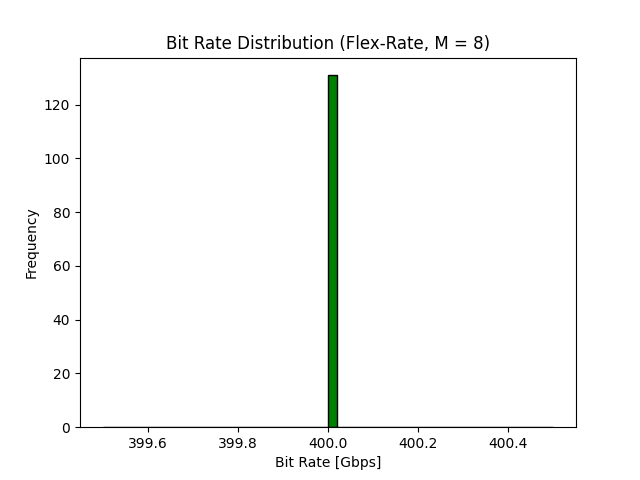 Bit Rate Distribution (Flex-Rate, M = 8)
120
100
80
60
40
20
0
Frequency
399.6 399.8 400.0 400.2 400.4
Bit Rate [Gbps]